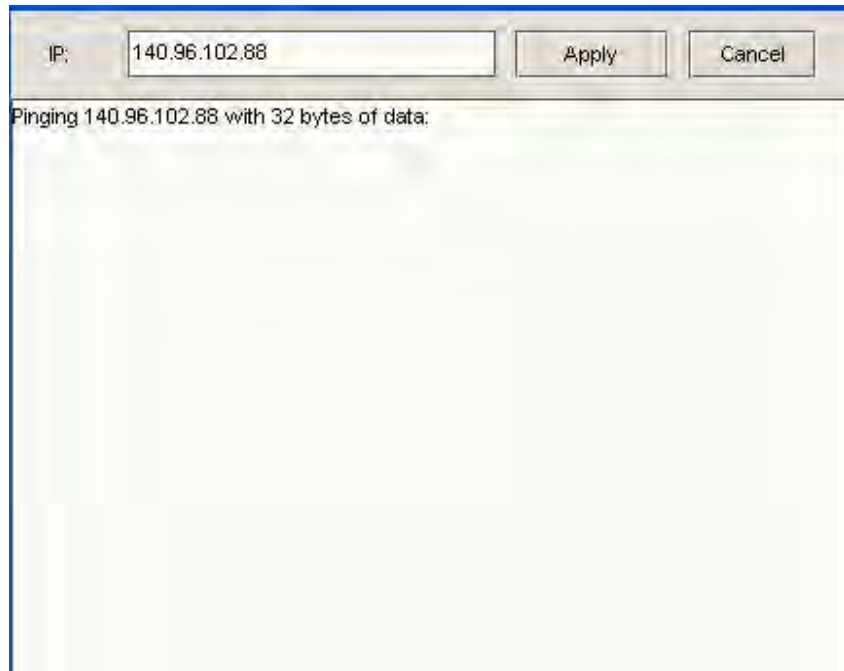 IP: 140.96.102.88 Apply Cancel
Pinging 140.96.102.88 with 32 bytes of data: